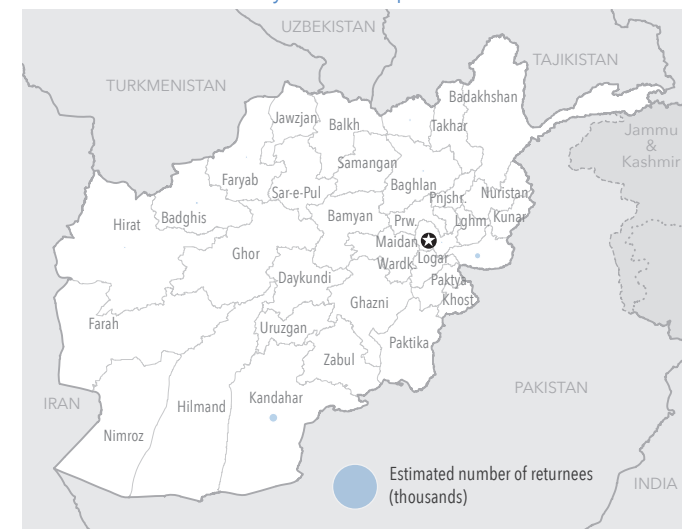 UZBEKISTAN
TAJIKISTAN
TURKMENISTAN
Badakhshan
Jawzjan
Balkh
Takhar
Jammu
&
Kashmir
Samangan
Faryab
Baghlan
Sar-e-Pul
Nuristan
Pnjshr
Badghis
Bamyan
Prw.
Lghm.
Kunar
Hirat
Maidan
Wardk.
Ghor
Logar
Daykundi
Paktya
Khost
Ghazni
Farah
Uruzgan
Paktika
Zabul
PAKISTAN
IRAN
Hilmand
Kandahar
Nimroz
Estimated number of returnees
(thousands)
INDIA